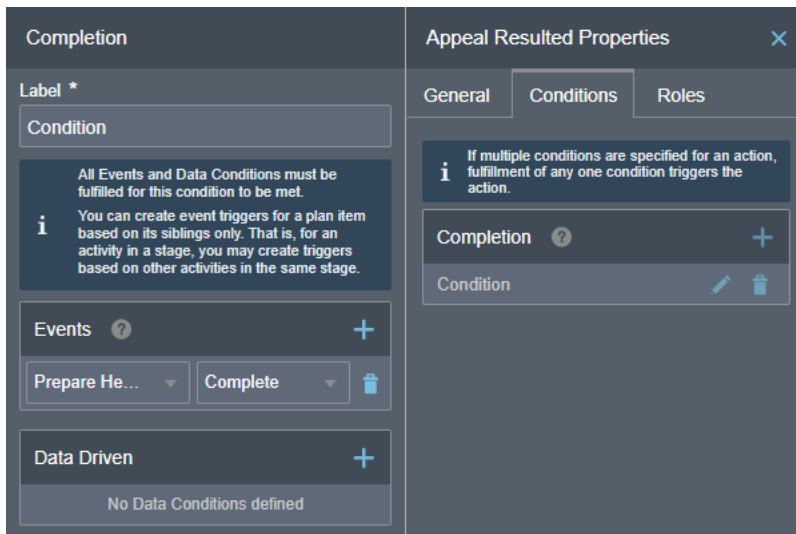 Completion
Label *
Condition
i
All Events and Data Conditions must be
fulfilled for this condition to be met.
You can create event triggers for a plan item
based on its siblings only. That is, for an
activity in a stage, you may create triggers
based on other activities in the same stage.
Events ?
Prepare He...
Complete
Data Driven
No Data Conditions defined
Appeal Resulted Properties
General
Conditions
Roles
i
If multiple conditions are specified for an action,
fulfillment of any one condition triggers the
action.
Completion ?
Condition